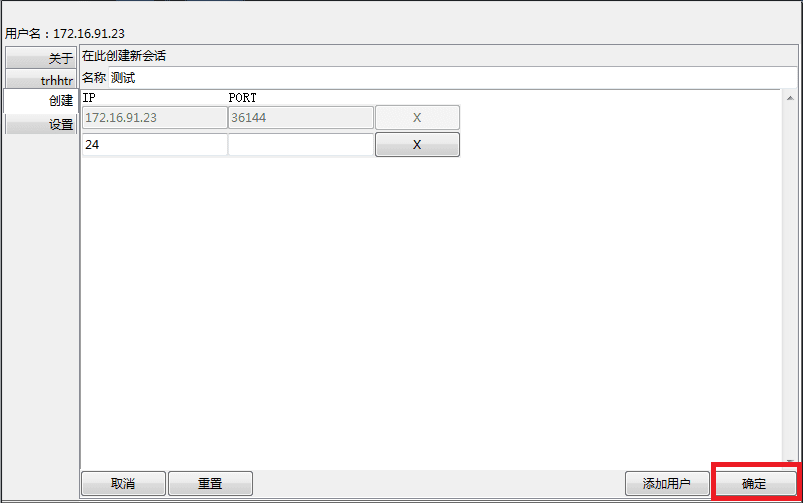 用户名：172.16.91.23
关于
trhhtr
创建
设置
在此创建新会话
名称 测试
IP PORT
172.16.91.23 36144 X
24 X
取消 重置 添加用户 确定